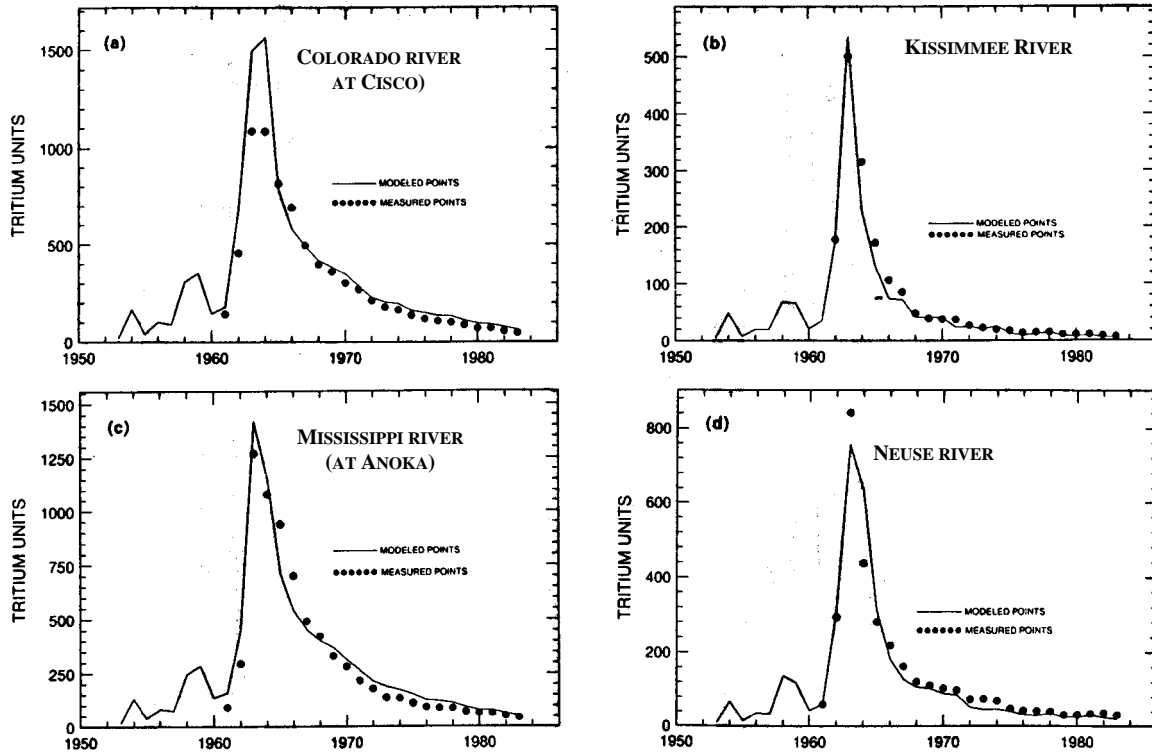 (a)
COLORADO RIVER
AT CISCO)
TRITIUM UNITS
1500
1000
500
0
MODELED POINTS
MEASURED POINTS
1950 1960 1970 1980
(b)
KISSIMMEE RIVER
TRITIUM UNITS
500
400
300
200
100
0
MODELED POINTS
MEASURED POINTS
1950 1960 1970 1980
(c)
MISSISSIPPI RIVER
(AT ANOKA)
TRITIUM UNITS
1500
1250
1000
750
500
250
0
MODELED POINTS
MEASURED POINTS
1950 1960 1970 1980
(d)
NEUSE RIVER
TRITIUM UNITS
800
600
400
200
0
MODELED POINTS
MEASURED POINTS
1950 1960 1970 1980